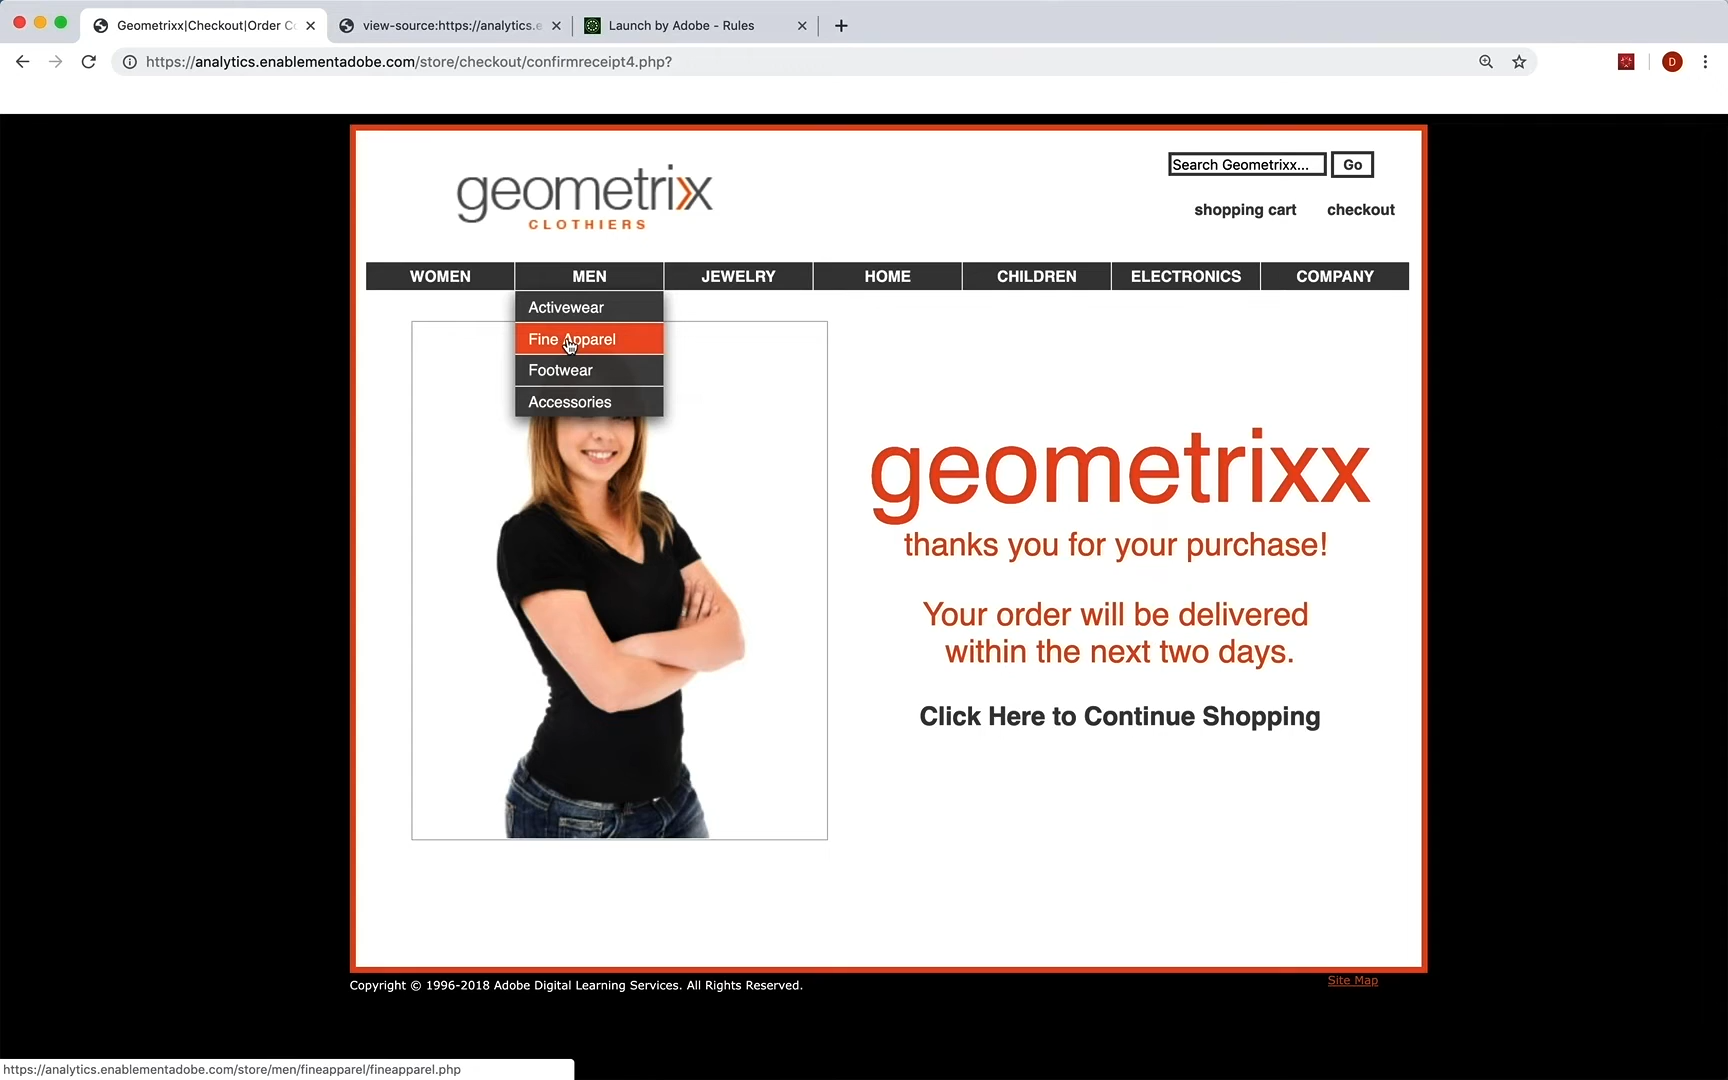 Geometrixx|Checkout|Order Co
view-source:https://analytics.e
Launch by Adobe - Rules
https://analytics.enablementadobe.com/store/checkout/confirmreceipt4.php?
D
geometrixx
CLOTHIERS
Search Geometrixx...
Go
shopping cart
checkout
WOMEN
MEN
JEWELRY
HOME
CHILDREN
ELECTRONICS
COMPANY
Activewear
Fine Apparel
Footwear
Accessories
geometrixx
thanks you for your purchase!
Your order will be delivered
within the next two days.
Click Here to Continue Shopping
Copyright © 1996-2018 Adobe Digital Learning Services. All Rights Reserved.
Site Map
https://analytics.enablementadobe.com/store/men/fineapparel/fineapparel.php